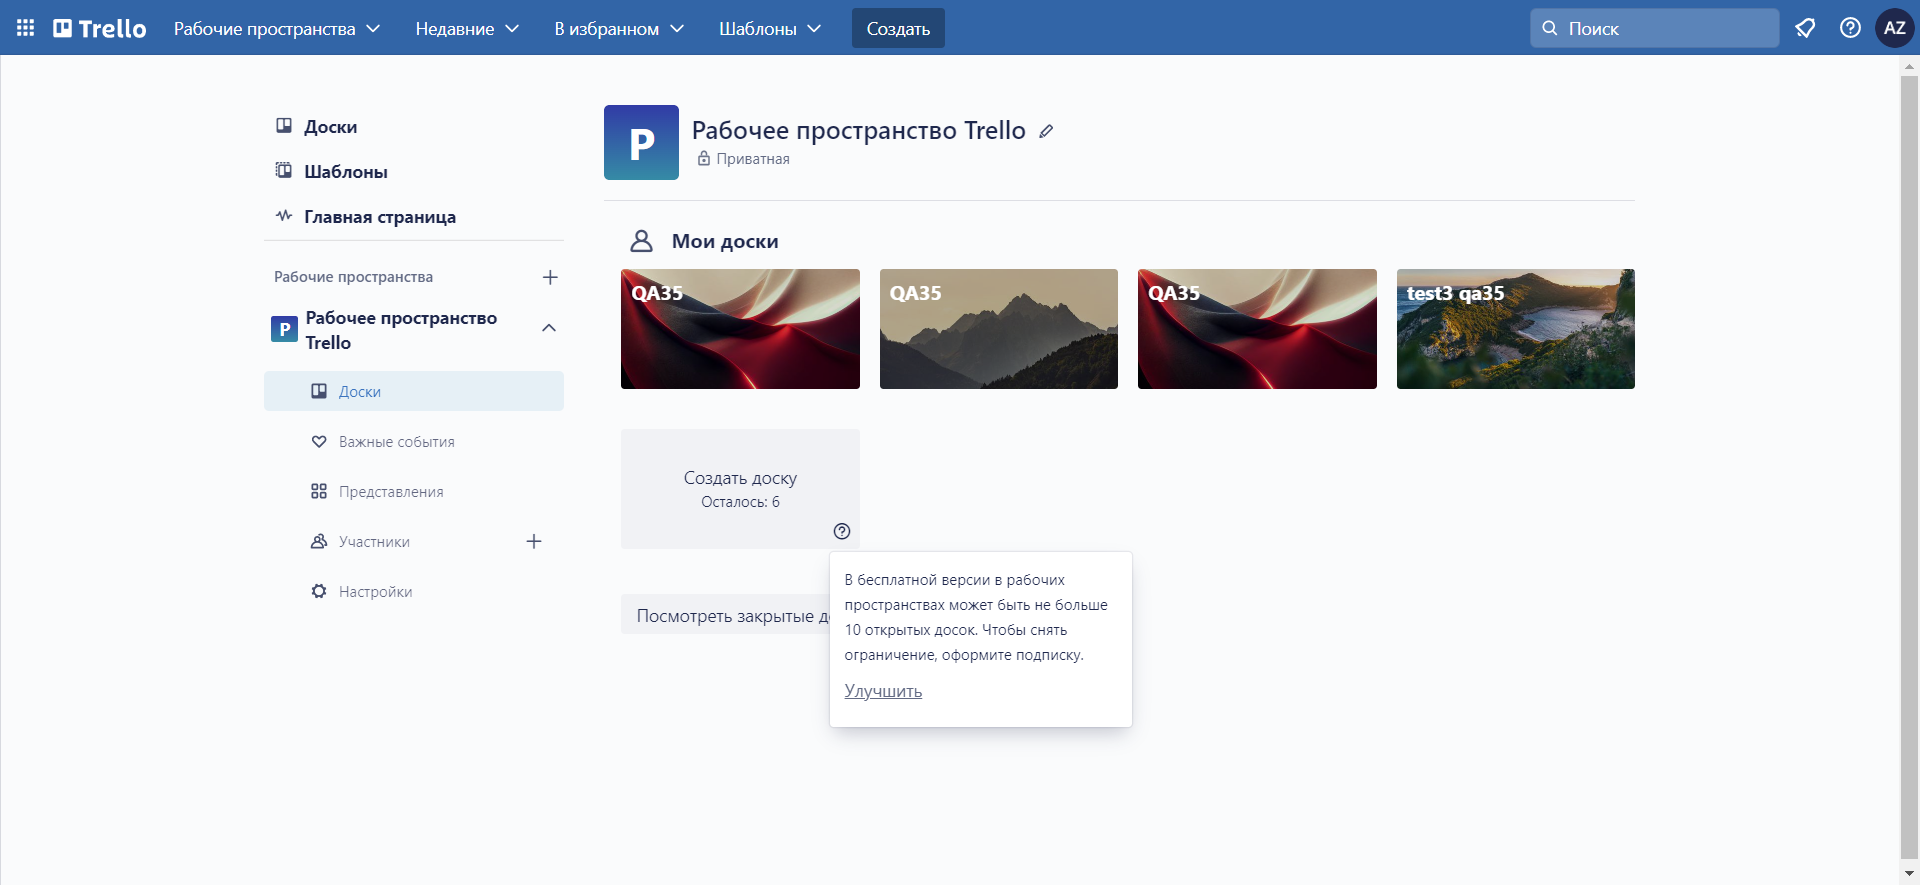 Trello
Рабочие пространства
Недавние
В избранном
Шаблоны
Создать
Поиск
AZ
Доски
Шаблоны
Главная страница
Рабочие пространства
P
Рабочее пространство
Trello
Доски
Важные события
Представления
Участники
Настройки
P
Рабочее пространство Trello
Приватная
Мои доски
QA35
QA35
QA35
test3 qa35
Создать доску
Осталось: 6
Посмотреть закрытые
В бесплатной версии в рабочих
пространствах может быть не больше
10 открытых досок. Чтобы снять
ограничение, оформите подписку.
Улучшить